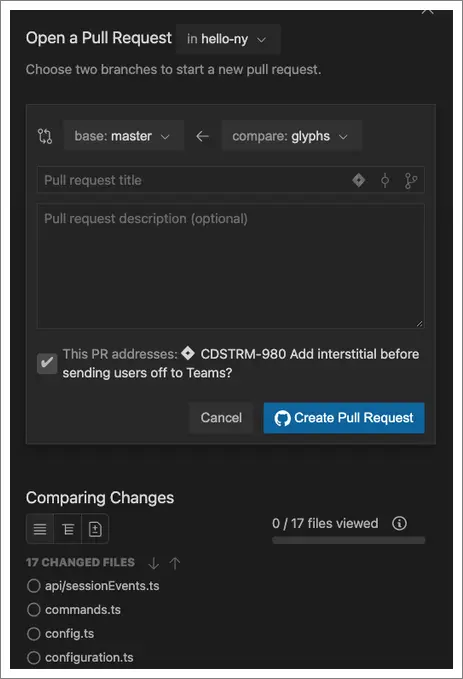 Open a Pull Request in hello-ny
Choose two branches to start a new pull request.
base: master compare: glyphs
Pull request title
Pull request description (optional)
This PR addresses: CDSTRM-980 Add interstitial before
sending users off to Teams?
Cancel Create Pull Request
Comparing Changes
0 / 17 files viewed
17 CHANGED FILES
api/sessionEvents.ts
commands.ts
config.ts
configuration.ts